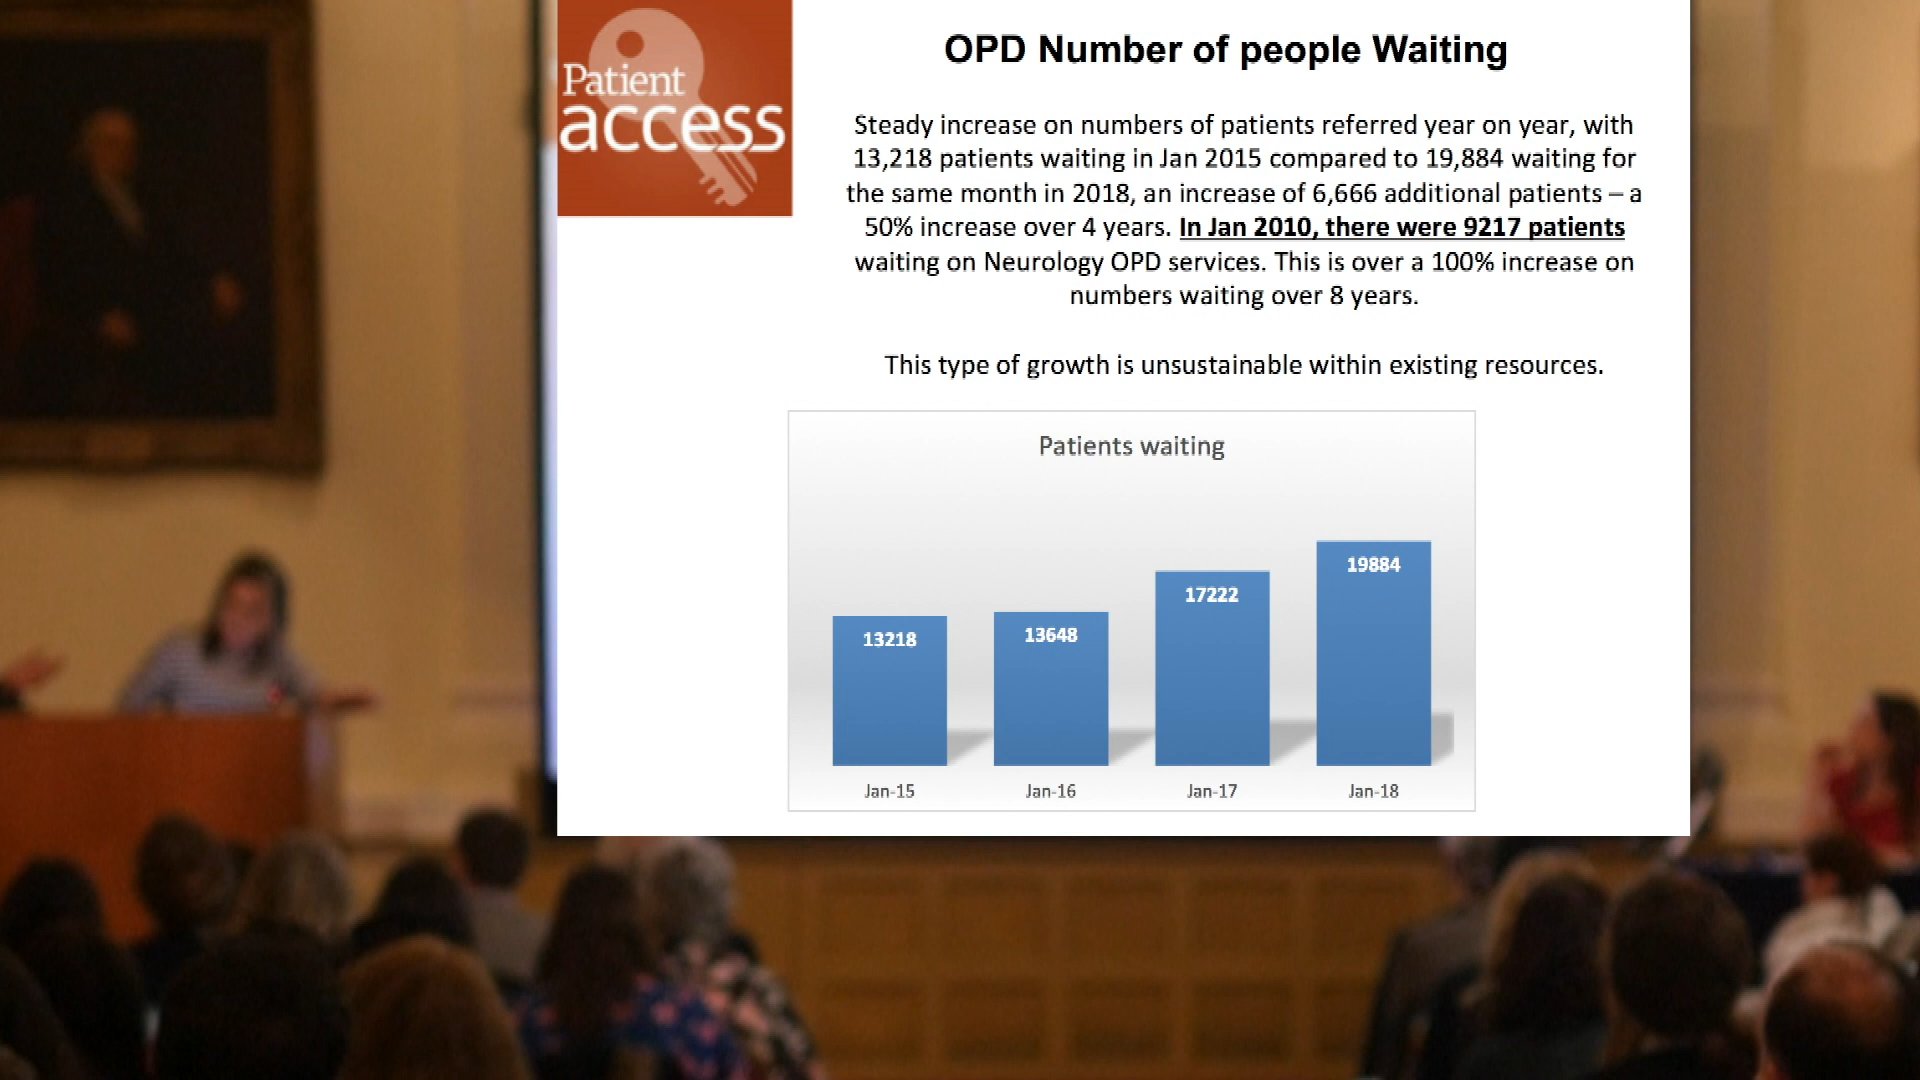 Patient
access
OPD Number of people Waiting
Steady increase on numbers of patients referred year on year, with
13,218 patients waiting in Jan 2015 compared to 19,884 waiting for
the same month in 2018, an increase of 6,666 additional patients – a
50% increase over 4 years. In Jan 2010, there were 9217 patients
waiting on Neurology OPD services. This is over a 100% increase on
numbers waiting over 8 years.
This type of growth is unsustainable within existing resources.
Patients waiting
13218
13648
17222
19884
Jan-15
Jan-16
Jan-17
Jan-18